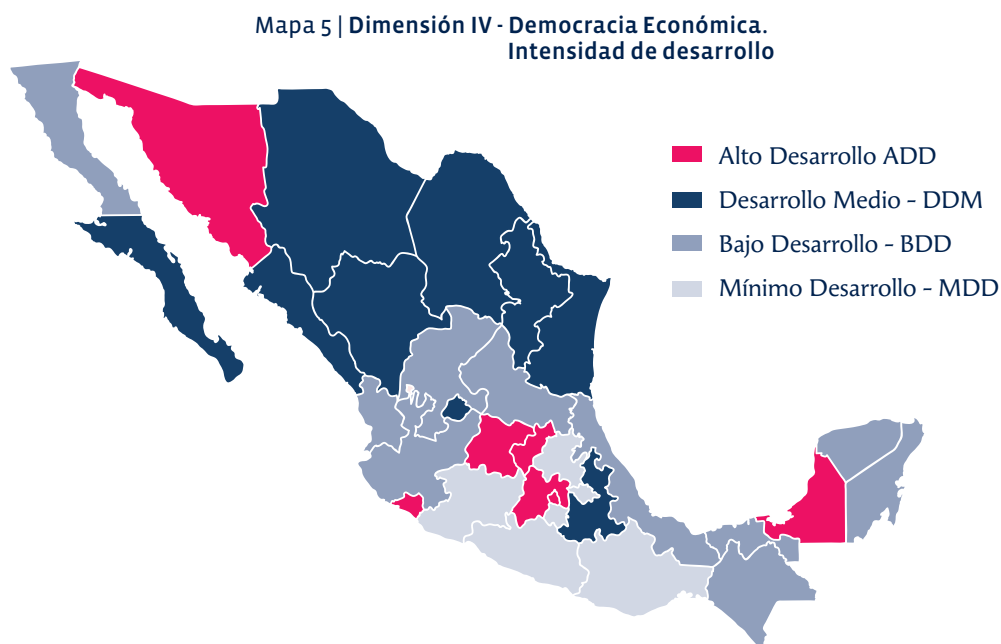 Mapa 5 | Dimensión IV - Democracia Económica.
Intensidad de desarrollo
Alto Desarrollo ADD
Desarrollo Medio - DDM
Bajo Desarrollo - BDD
Mínimo Desarrollo - MDD